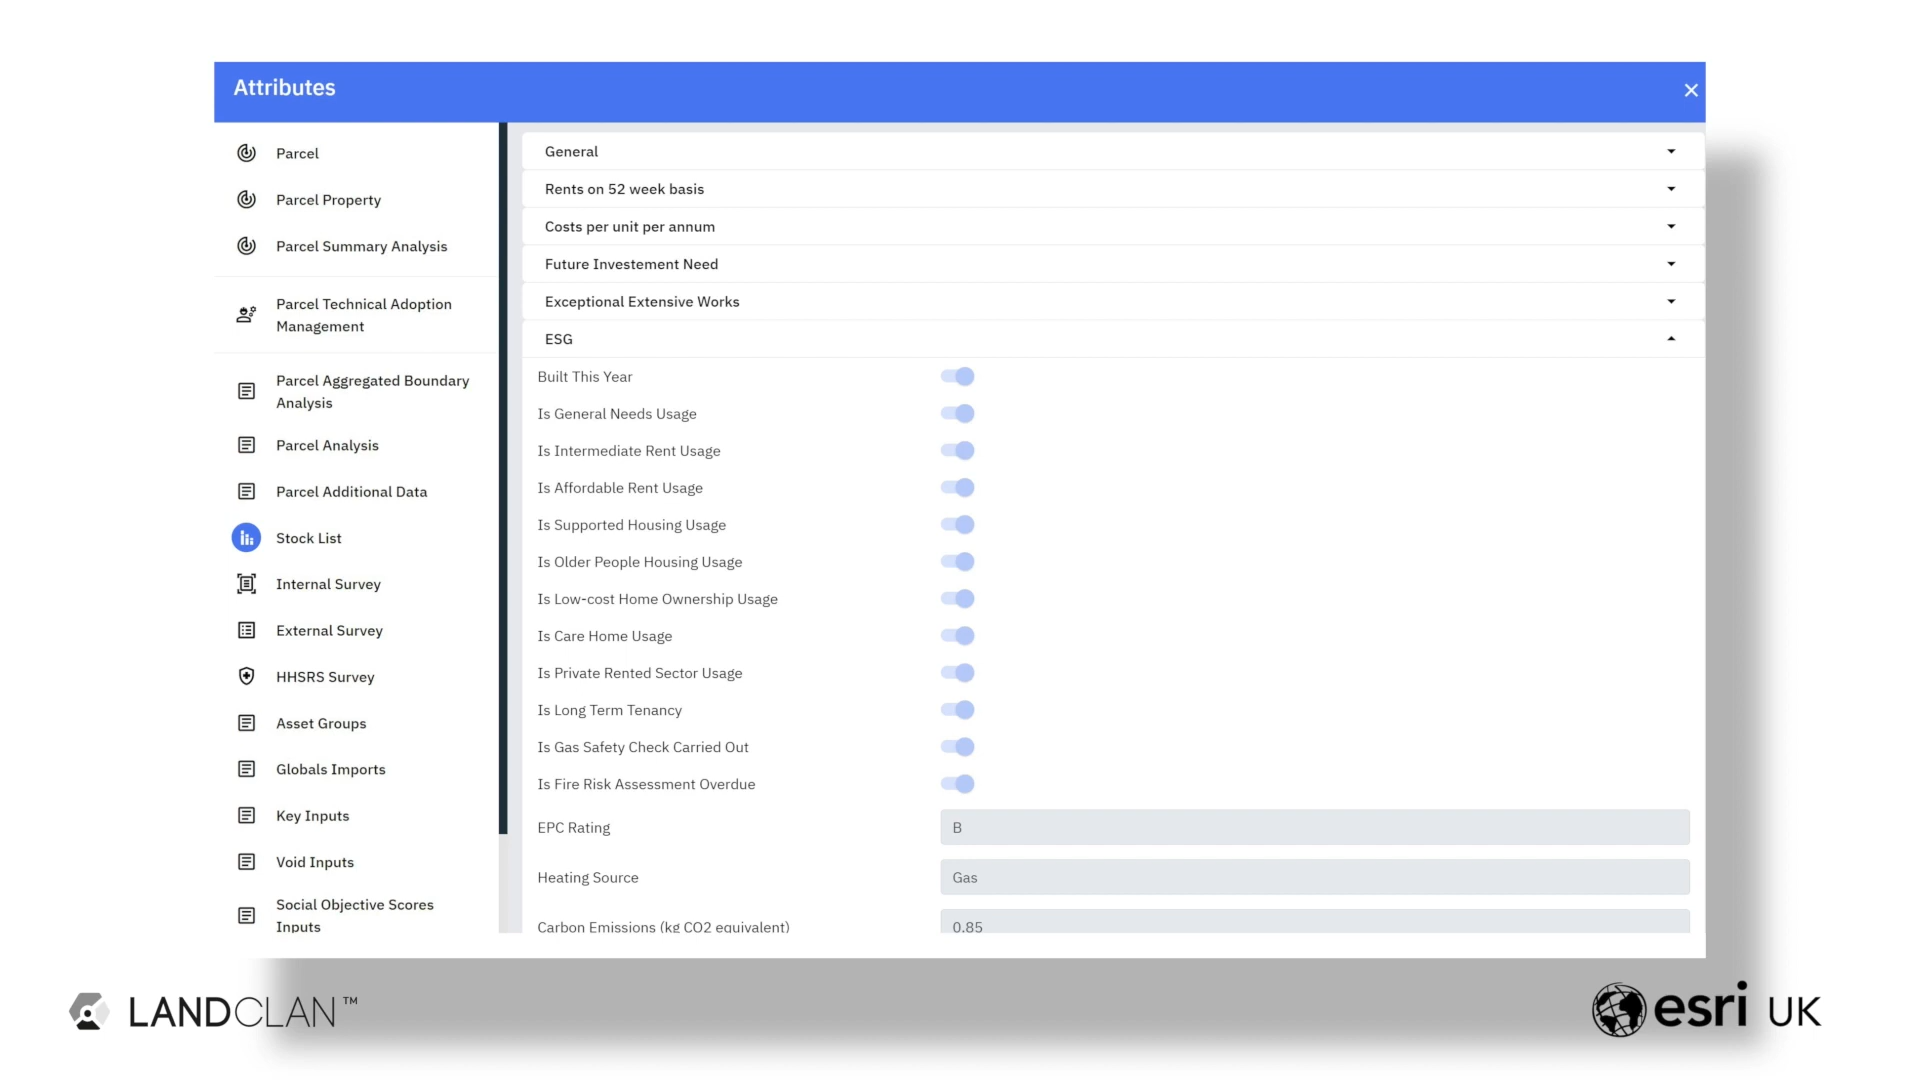 Attributes
Parcel
Parcel Property
Parcel Summary Analysis
Parcel Technical Adoption
Management
Parcel Aggregated Boundary
Analysis
Parcel Analysis
Parcel Additional Data
Stock List
Internal Survey
External Survey
HHSRS Survey
Asset Groups
Globals Imports
Key Inputs
Void Inputs
Social Objective Scores
Inputs
General
Rents on 52 week basis
Costs per unit per annum
Future Investement Need
Exceptional Extensive Works
ESG
Built This Year
Is General Needs Usage
Is Intermediate Rent Usage
Is Affordable Rent Usage
Is Supported Housing Usage
Is Older People Housing Usage
Is Low-cost Home Ownership Usage
Is Care Home Usage
Is Private Rented Sector Usage
Is Long Term Tenancy
Is Gas Safety Check Carried Out
Is Fire Risk Assessment Overdue
EPC Rating B
Heating Source Gas
Carbon Emissions (kg CO2 equivalent) 0.85
LANDCLAN™
esri UK